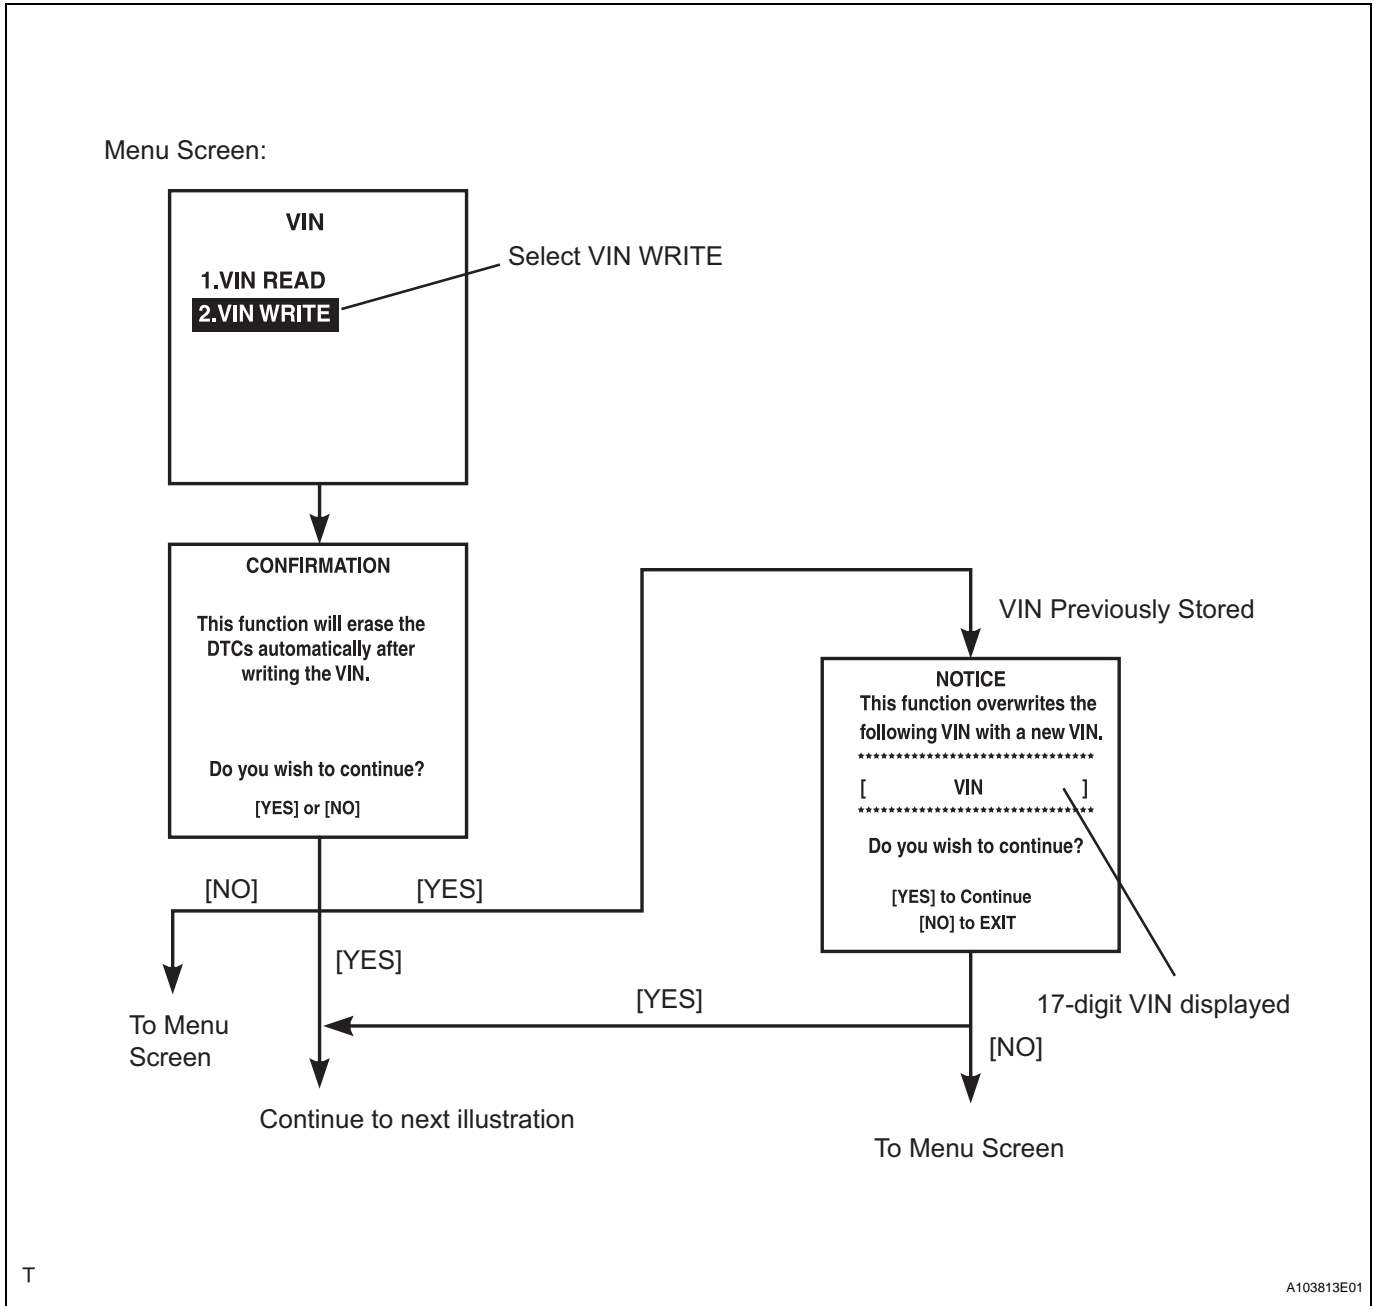 Menu Screen:
VIN
1.VIN READ
2.VIN WRITE
Select VIN WRITE
CONFIRMATION
This function will erase the
DTCs automatically after
writing the VIN.
Do you wish to continue?
[YES] or [NO]
VIN Previously Stored
NOTICE
This function overwrites the
following VIN with a new VIN.
*******************************
[ VIN ]
*******************************
Do you wish to continue?
[YES] to Continue
[NO] to EXIT
17-digit VIN displayed
[NO]
[YES]
[YES]
[YES]
[NO]
To Menu
Screen
Continue to next illustration
To Menu Screen
T
A103813E01